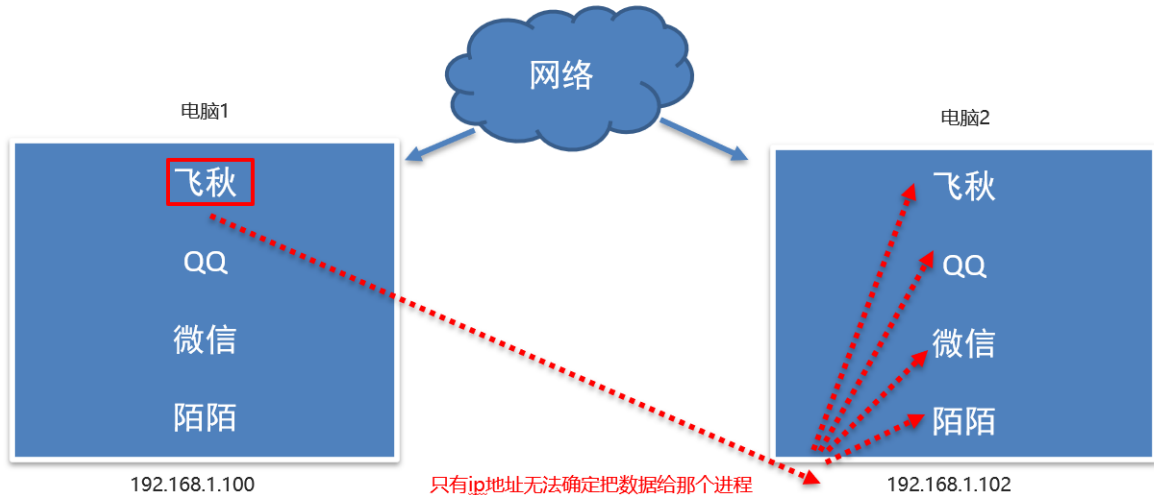 网络
电脑1
电脑2
飞秋
QQ
微信
陌陌
飞秋
QQ
微信
陌陌
192.168.1.100
只有ip地址无法确定把数据给那个进程
192.168.1.102